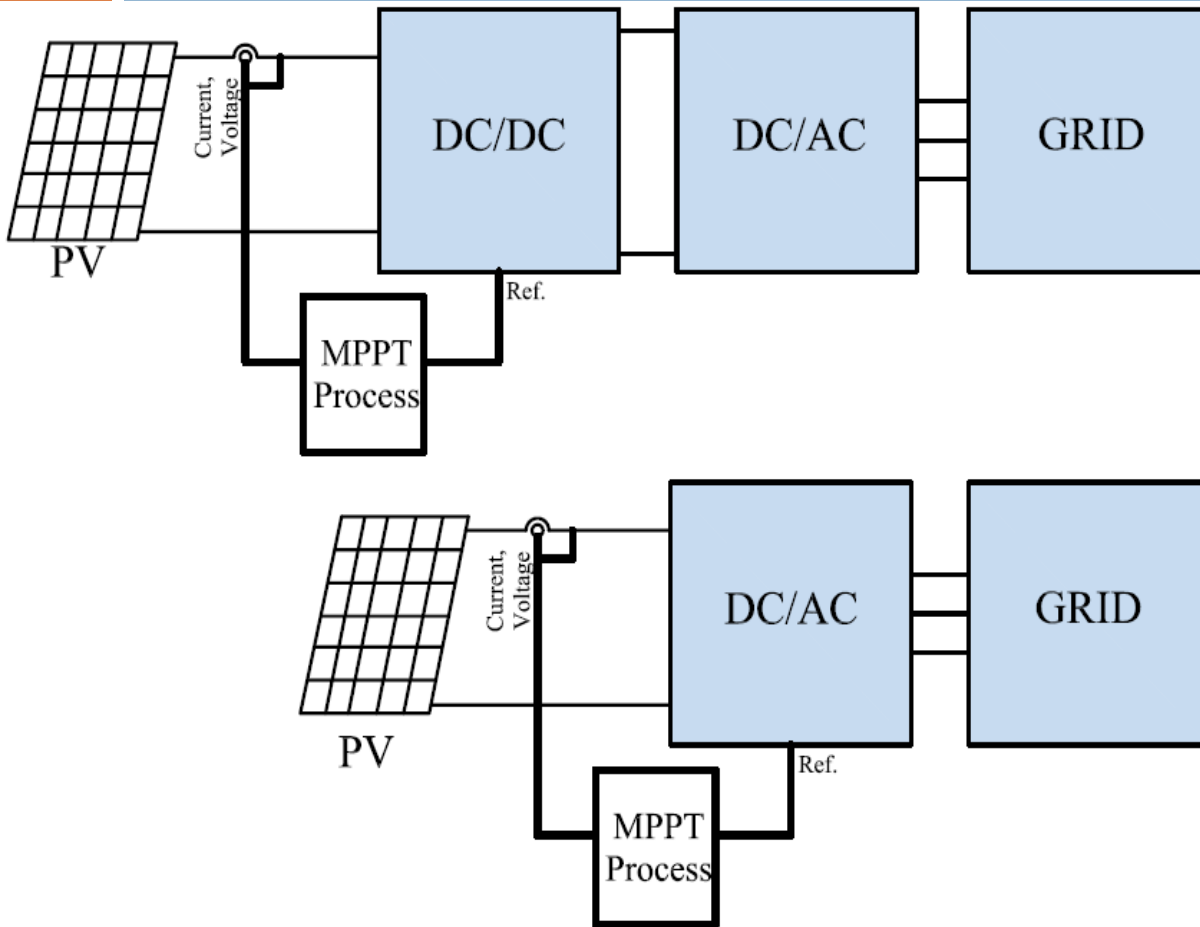 Current,
Voltage
DC/DC
DC/AC
GRID
PV
Ref.
MPPT
Process
Current,
Voltage
DC/AC
GRID
PV
Ref.
MPPT
Process